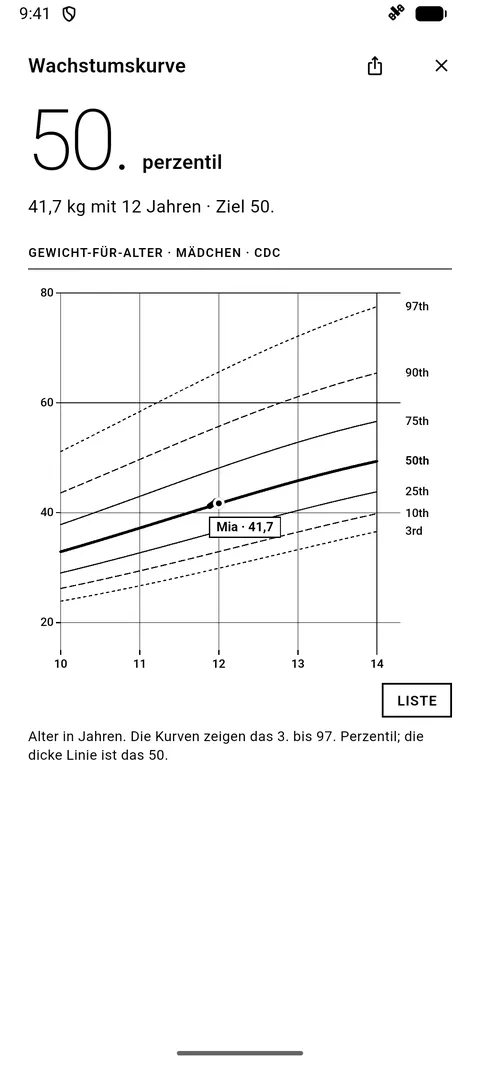 9:41
Wachstumskurve
50. perzentil
41,7 kg mit 12 Jahren · Ziel 50.
GEWICHT-FÜR-ALTER · MÄDCHEN · CDC
80
97th
90th
60
75th
50th
25th
40
10th
Mia · 41,7
3rd
20
10 11 12 13 14
LISTE
Alter in Jahren. Die Kurven zeigen das 3. bis 97. Perzentil; die
dicke Linie ist das 50.